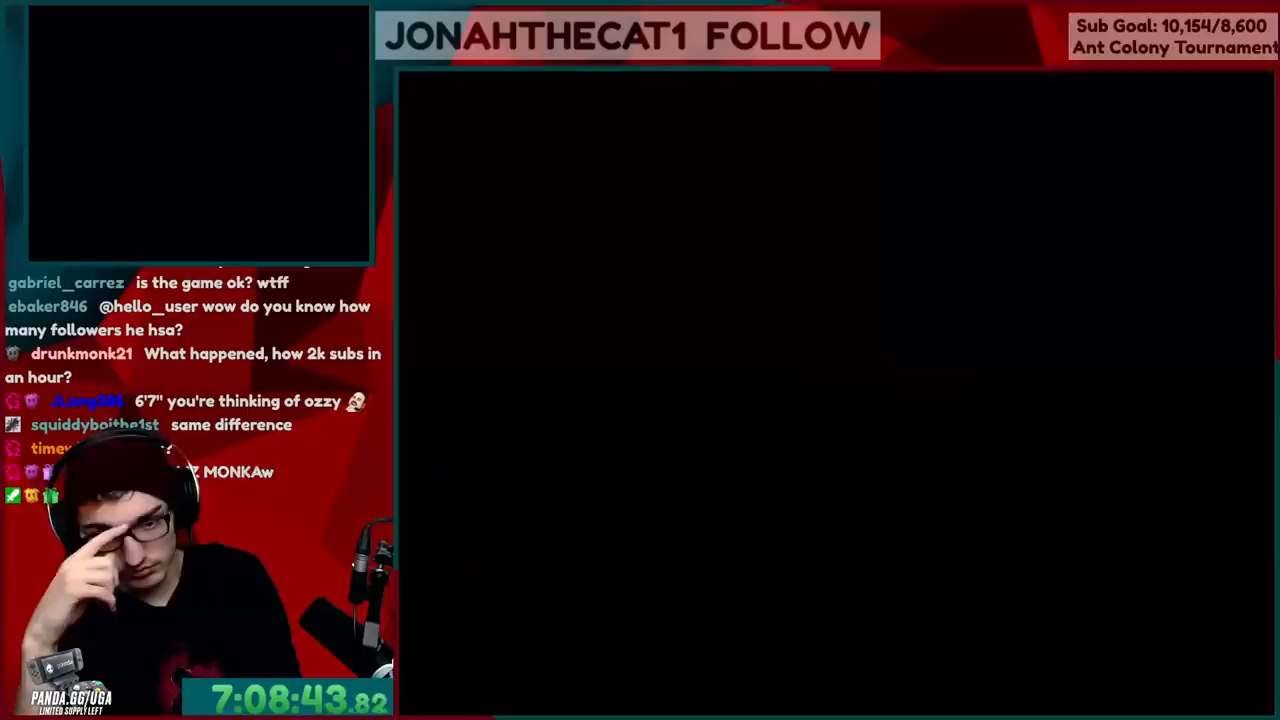 JONAHTHECAT1 FOLLOW
Sub Goal: 10,154/8,600
Ant Colony Tournament
gabriel_carrez is the game ok? wtff
ebaker846 @hello_user wow do you know how
many followers he hsa?
drunkmonk21 What happened, how 2k subs in
an hour?
JLong385 6'7" you're thinking of ozzy
squiddyboithe1st same difference
MONKAw
PANDA.GG/UGA
LIMITED SUPPLY LEFT
7:08:43.82